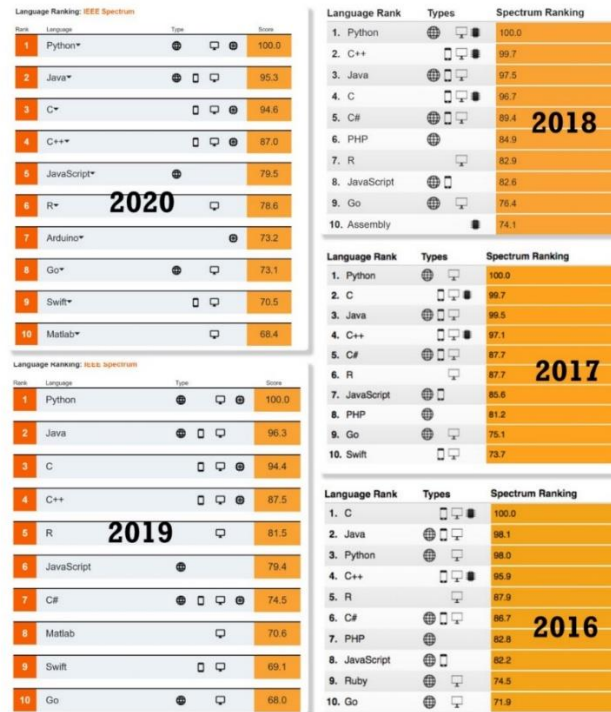 Language Ranking: IEEE Spectrum
Rank Language Type Score
1 Python 100.0
2 Java 95.3
3 C 94.6
4 C++ 87.0
5 JavaScript 79.5
6 R 78.6
2020
7 Arduino 73.2
8 Go 73.1
9 Swift 70.5
10 Matlab 68.4
Language Ranking: IEEE Spectrum
Rank Language Type Score
1 Python 100.0
2 Java 96.3
3 C 94.4
4 C++ 87.5
5 R 81.5
2019
6 JavaScript 79.4
7 C# 74.5
8 Matlab 70.6
9 Swift 69.1
10 Go 68.0
Language Rank Types Spectrum Ranking
1. Python 100.0
2. C++ 99.7
3. Java 97.5
4. C 96.7
5. C# 89.4
2018
6. PHP 84.9
7. R 82.9
8. JavaScript 82.6
9. Go 76.4
10. Assembly 74.1
Language Rank Types Spectrum Ranking
1. Python 100.0
2. C 99.7
3. Java 99.5
4. C++ 97.1
5. C# 87.7
6. R 87.7
2017
7. JavaScript 85.6
8. PHP 81.2
9. Go 75.1
10. Swift 73.7
Language Rank Types Spectrum Ranking
1. C 100.0
2. Java 98.1
3. Python 98.0
4. C++ 95.9
5. R 87.9
6. C# 86.7
2016
7. PHP 82.8
8. JavaScript 82.2
9. Ruby 74.5
10. Go 71.9